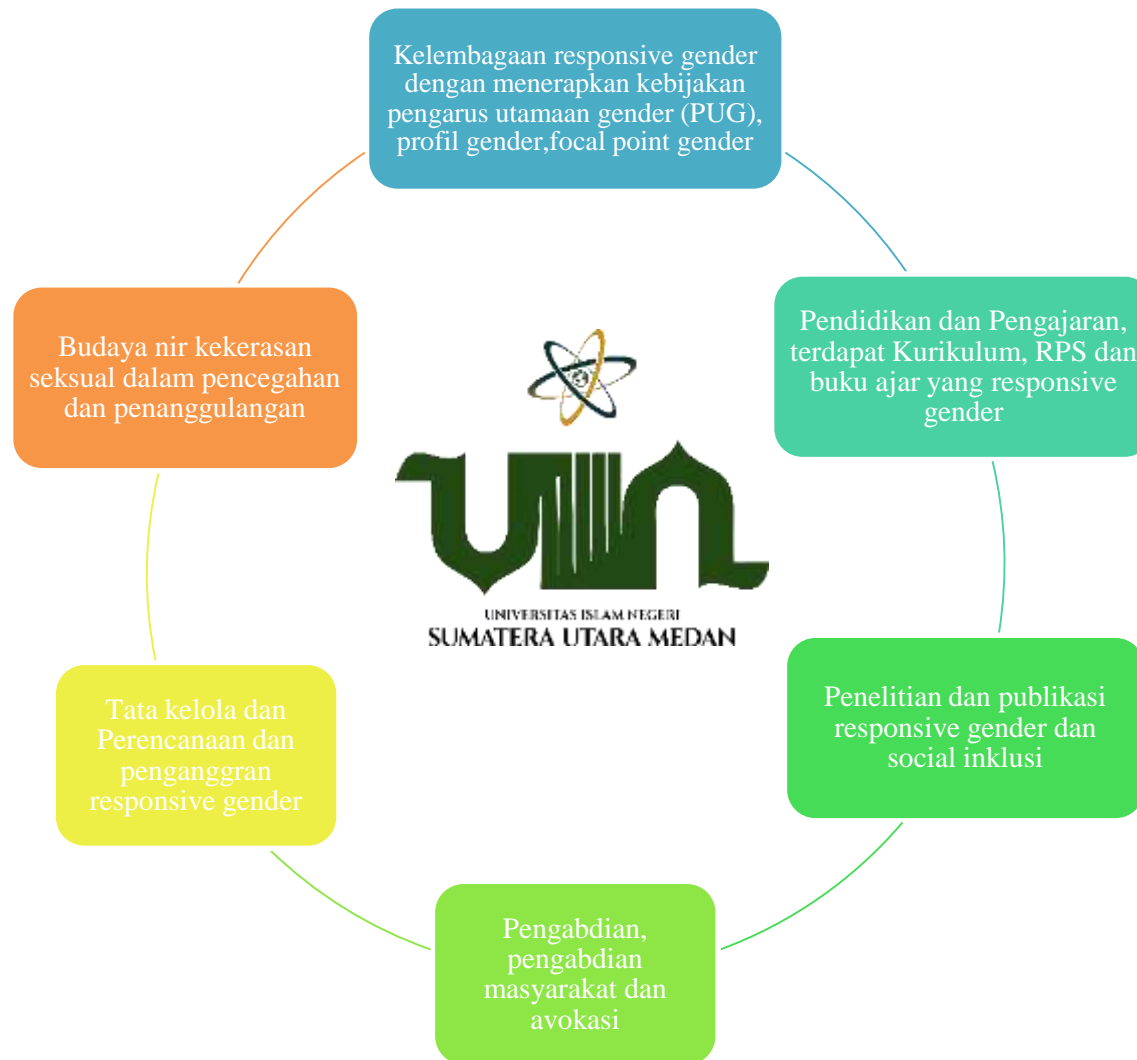 Kelembagaan responsive gender
dengan menerapkan kebijakan
pengarus utamaan gender (PUG),
profil gender,focal point gender
Pendidikan dan Pengajaran,
terdapat Kurikulum, RPS dan
buku ajar yang responsive
gender
Penelitian dan publikasi
responsive gender dan
social inklusi
Pengabdian,
pengabdian
masyarakat dan
avokasi
Tata kelola dan
Perencanaan dan
penganggran
responsive gender
Budaya nir kekerasan
seksual dalam pencegahan
dan penanggulangan
UIN
UNIVERSITAS ISLAM NEGERI
SUMATERA UTARA MEDAN